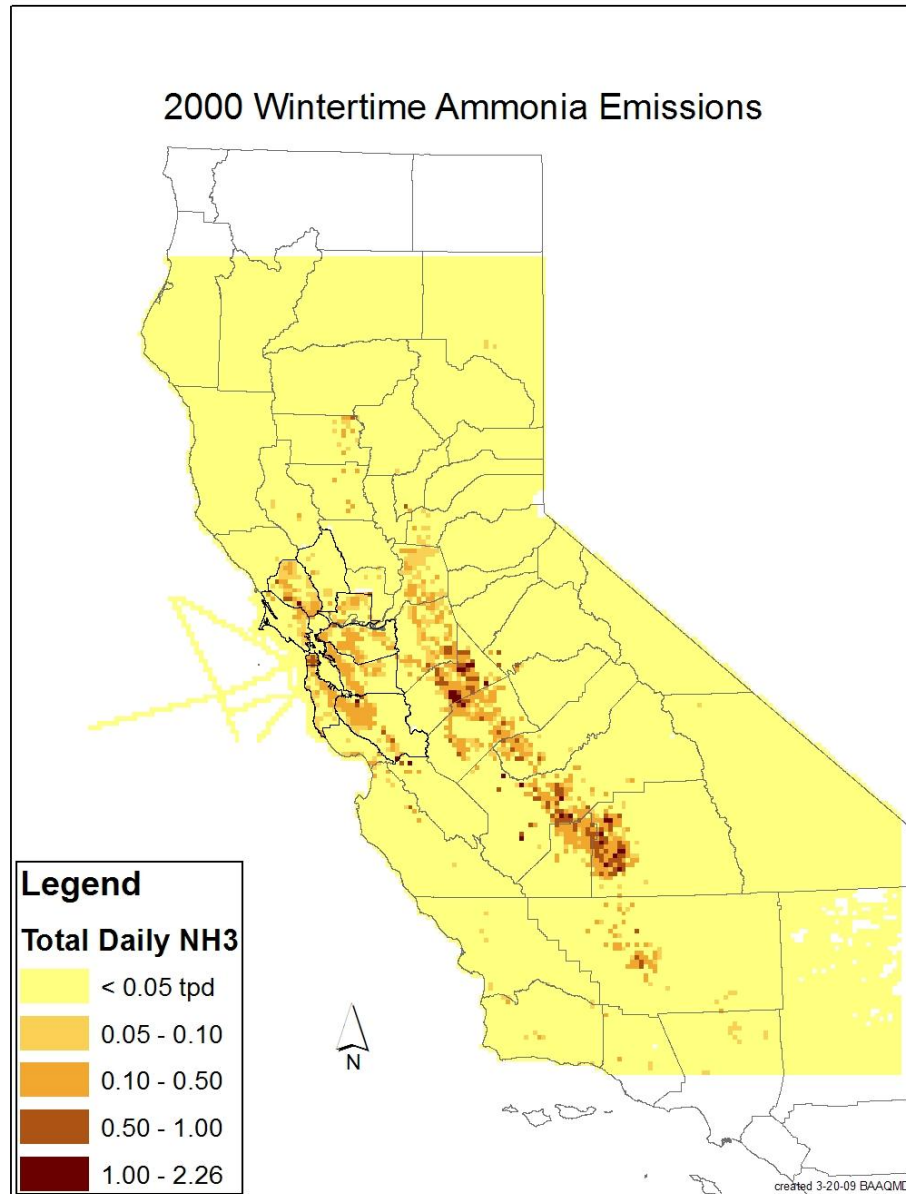 2000 Wintertime Ammonia Emissions
Legend
Total Daily NH3
< 0.05 tpd
0.05 - 0.10
0.10 - 0.50
0.50 - 1.00
1.00 - 2.26
N
created 3-20-09 BAAQMD